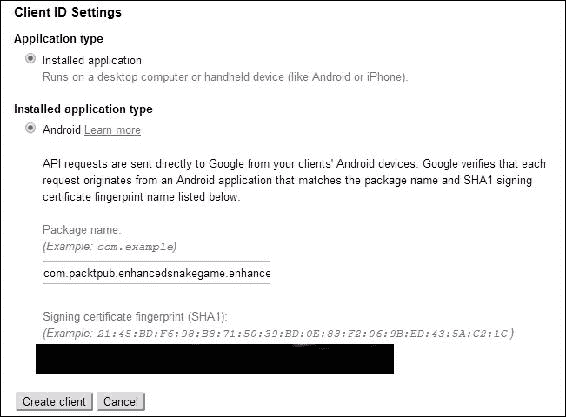 Client ID Settings
Application type
Installed application
Runs on a desktop computer or handheld device (like Android or iPhone).
Installed application type
Android Learn more
API requests are sent directly to Google from your clients' Android devices. Google verifies that each
request originates from an Android application that matches the package name and SHA1 signing
certificate fingerprint name listed below.
Package name:
(Example: com.example)
com.packtpub.enhancedsnakegame.enhance
Signing certificate fingerprint (SHA1):
(Example: 21:45:BD:F6:98:B8:71:50:39:BD:0E:83:F2:06:9B:ED:43:5A:C2:1C)
Create client Cancel